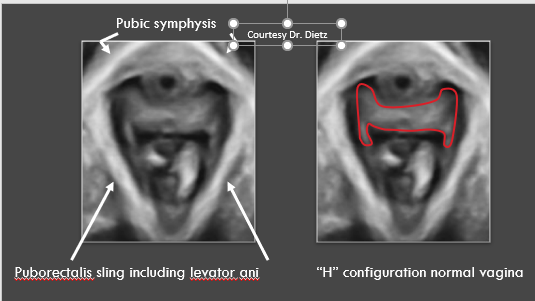 Pubic symphysis
Courtesy Dr. Dietz
Puborectalis sling including levator ani
“H” configuration normal vagina